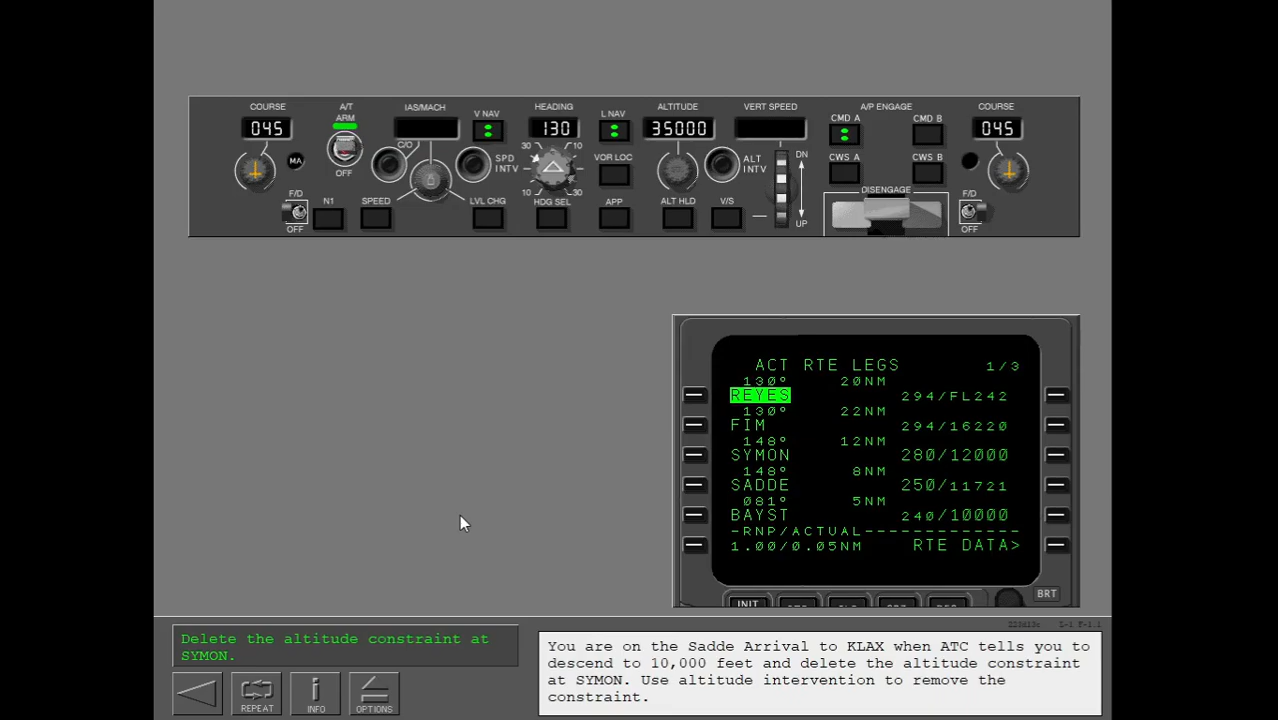 COURSE
A/T
ARM
IAS/MACH
V NAV
HEADING
L NAV
ALTITUDE
VERT SPEED
A/P ENGAGE
CMD A
CMD B
COURSE
045
130
35000
045
C/O
MA
OFF
SPD
INTV
30
10
10
30
VOR LOC
ALT
INTV
DN
UP
CWS A
CWS B
DISENGAGE
F/D
OFF
N1
SPEED
LVL CHG
HDG SEL
APP
ALT HLD
V/S
F/D
OFF
ACT RTE LEGS 1/3
130° 20NM
REYES 294/FL242
130° 22NM
FIM 294/16220
148° 12NM
SYMON 280/12000
148° 8NM
SADDE 250/11721
081° 5NM
BAYST 240/10000
-RNP/ACTUAL-------------
1.00/0.05NM RTE DATA>
BRT
INIT
Delete the altitude constraint at
SYMON.
REPEAT
INFO
OPTIONS
You are on the Sadde Arrival to KLAX when ATC tells you to
descend to 10,000 feet and delete the altitude constraint
at SYMON. Use altitude intervention to remove the
constraint.